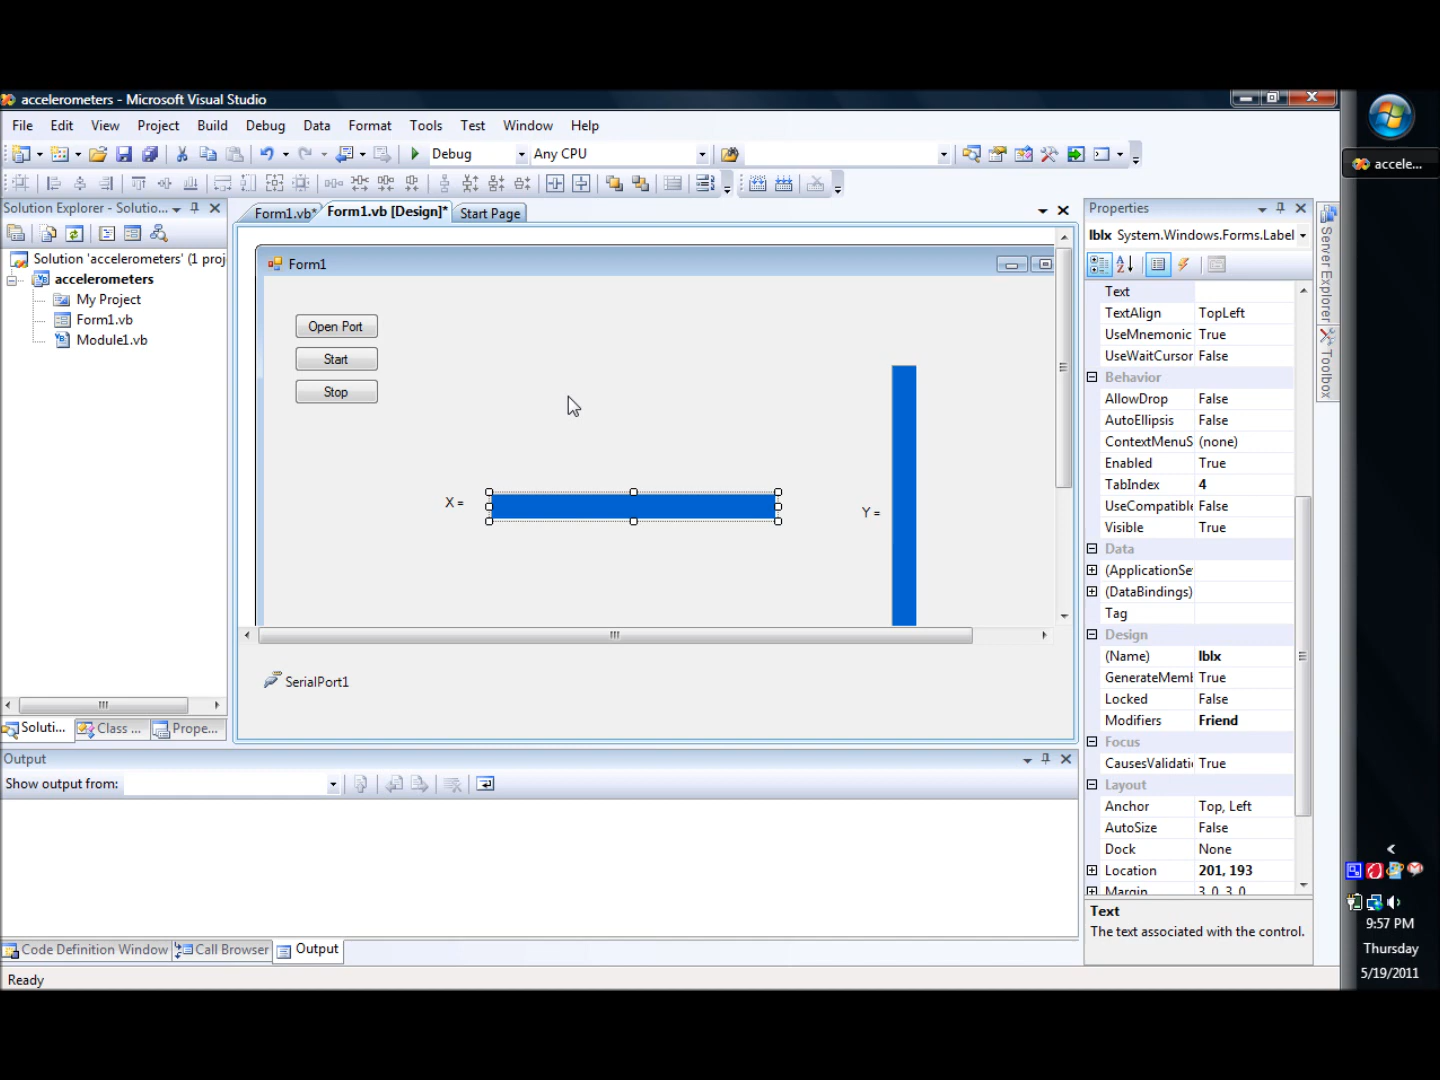 accelerometers - Microsoft Visual Studio
File Edit View Project Build Debug Data Format Tools Test Window Help
Debug Any CPU
Solution Explorer - Solutio...
Form1.vb* Form1.vb [Design]* Start Page
Solution 'accelerometers' (1 proj
accelerometers
My Project
Form1.vb
Module1.vb
Soluti... Class ... Prope...
Form1
Open Port
Start
Stop
X =
Y =
SerialPort1
Properties
lblx System.Windows.Forms.Label
Text
TextAlign TopLeft
UseMnemonic True
UseWaitCursor False
Behavior
AllowDrop False
AutoEllipsis False
ContextMenuS (none)
Enabled True
TabIndex 4
UseCompatible False
Visible True
Data
(ApplicationSe
(DataBindings)
Tag
Design
(Name) lblx
GenerateMem False
Locked False
Modifiers Friend
Focus
CausesValidati True
Layout
Anchor Top, Left
AutoSize False
Dock None
Location 201, 193
Margin 3, 0, 3, 0
Text
The text associated with the control.
Server Explorer
Toolbox
Output
Show output from:
Code Definition Window Call Browser Output
Ready
accele...
9:57 PM
Thursday
5/19/2011